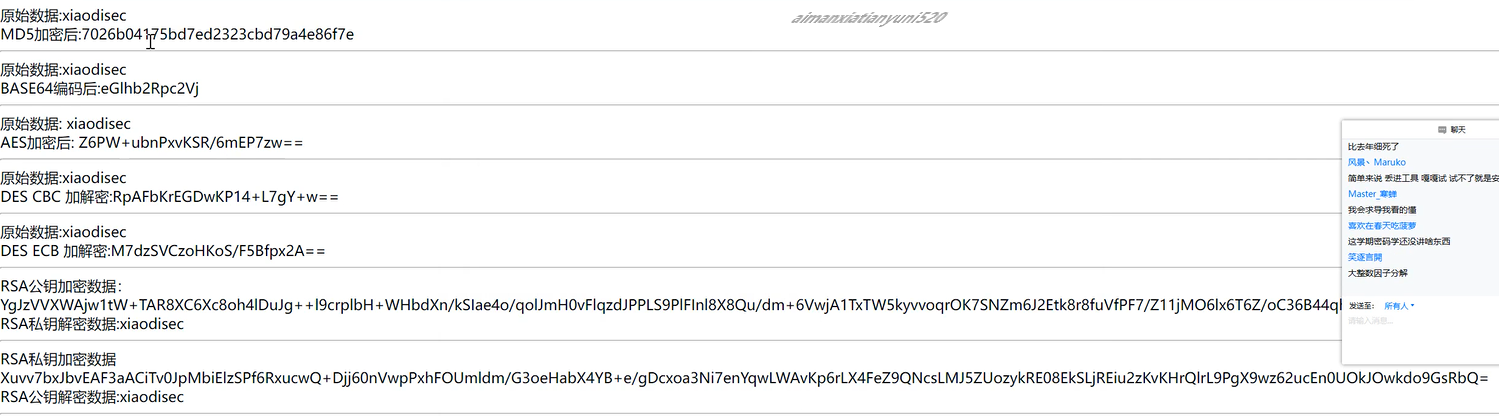 原始数据:xiaodisec
aimanxiatianyuni520
MD5加密后:7026b04175bd7ed2323cbd79a4e86f7e
原始数据:xiaodisec
BASE64编码后:eGlhb2Rpc2Vj
原始数据: xiaodisec
AES加密后: Z6PW+ubnPxvKSR/6mEP7zw==
原始数据:xiaodisec
DES CBC 加解密:RpAFbKrEGDwKP14+L7gY+w==
原始数据:xiaodisec
DES ECB 加解密:M7dzSVCzoHKoS/F5Bfpx2A==
RSA公钥加密数据:
YgJzVVXWAjw1tW+TAR8XC6Xc8oh4lDuJg++l9crplbH+WHbdXn/kSIae4o/qolJmH0vFlqzdJPPLS9PlFInl8X8Qu/dm+6VwjA1TxTW5kyvvoqrOK7SNZm6J2Etk8r8fuVfPF7/Z11jMO6lx6T6Z/oC36B44q
RSA私钥解密数据:xiaodisec
RSA私钥加密数据
Xuvv7bxJbvEAF3aACiTv0JpMbiElzSPf6RxucwQ+Djj60nVwpPxhFOUmldm/G3oeHabX4YB+e/gDcxoa3Ni7enYqwLWAvKp6rLX4FeZ9QNcsLMJ5ZUozykRE08EkSLjREiu2zKvKHrQlrL9PgX9wz62ucEn0UOkJOwkdo9GsRbQ=
RSA公钥解密数据:xiaodisec
聊天
比去年细死了
风景、Maruko
简单来说 丢进工具 嘎嘎试 试不了就是安
Master_寒蝉
我会求导我看的懂
喜欢在春天吃菠萝
这学期密码学还没讲啥东西
笑逐言開
大整数因子分解
发送至: 所有人
请输入消息...